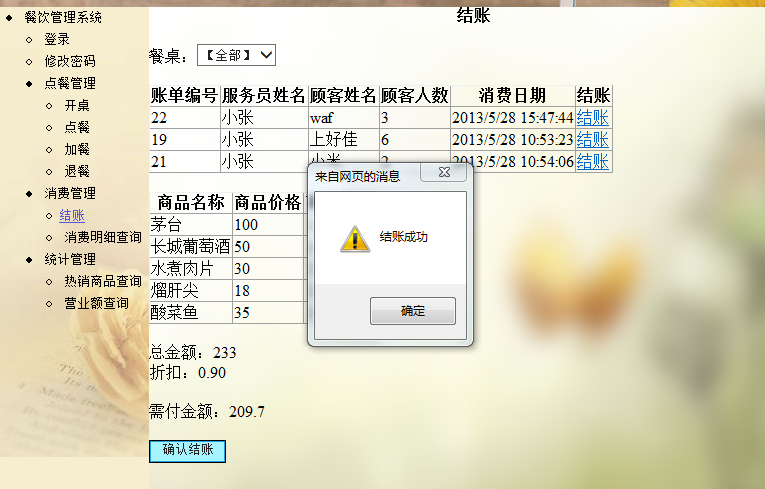 餐饮管理系统
登录
修改密码
点餐管理
开桌
点餐
加餐
退餐
消费管理
结账
消费明细查询
统计管理
热销商品查询
营业额查询
结账
餐桌：【全部】
账单编号 服务员姓名 顾客姓名 顾客人数 消费日期 结账
22 小张 waf 3 2013/5/28 15:47:44 结账
19 小张 上好佳 6 2013/5/28 10:53:23 结账
21 小张 小米 2 2013/5/28 10:54:06 结账
来自网页的消息
结账成功
确定
商品名称 商品价格
茅台 100
长城葡萄酒 50
水煮肉片 30
熘肝尖 18
酸菜鱼 35
总金额：233
折扣：0.90
需付金额：209.7
确认结账